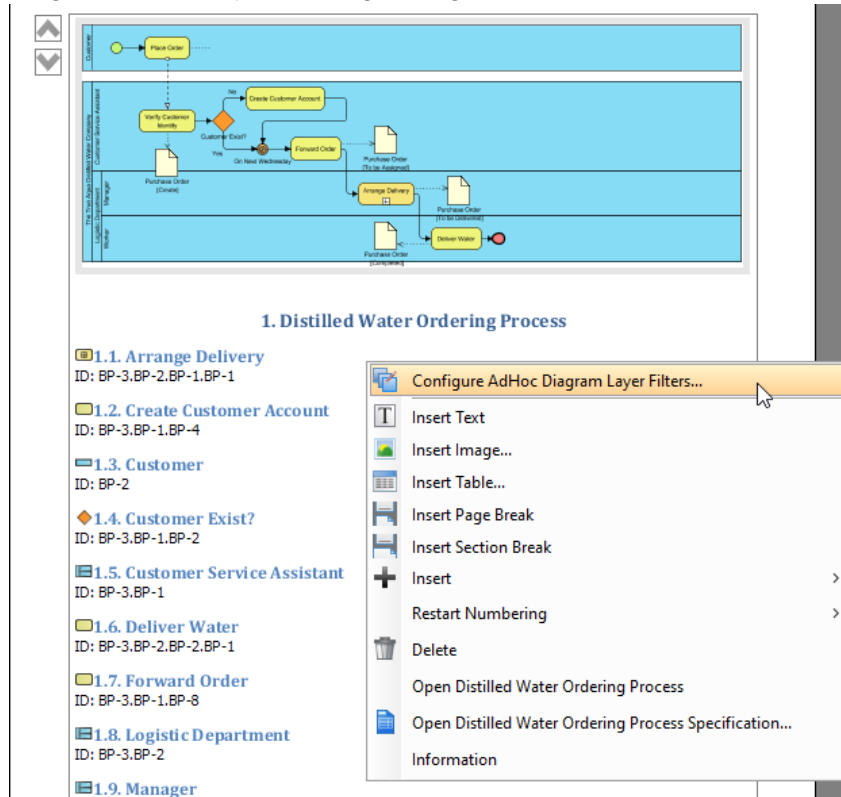 Customer
Place Order
The True Aqua Distilled Water Company
Customer Service Assistant
Verify Customer
Identity
No
Create Customer Account
Customer Exist?
Yes
On Next Wednesday
Forward Order
Purchase Order
[Create]
Purchase Order
[To be Assigned]
Logistic Department
Manager
Arrange Delivery
Purchase Order
[To be Delivered]
Worker
Purchase Order
[Completed]
Deliver Water
1. Distilled Water Ordering Process
1.1. Arrange Delivery
ID: BP-3.BP-2.BP-1.BP-1
1.2. Create Customer Account
ID: BP-3.BP-1.BP-4
1.3. Customer
ID: BP-2
1.4. Customer Exist?
ID: BP-3.BP-1.BP-2
1.5. Customer Service Assistant
ID: BP-3.BP-1
1.6. Deliver Water
ID: BP-3.BP-2.BP-2.BP-1
1.7. Forward Order
ID: BP-3.BP-1.BP-8
1.8. Logistic Department
ID: BP-3.BP-2
1.9. Manager
Configure AdHoc Diagram Layer Filters...
Insert Text
Insert Image...
Insert Table...
Insert Page Break
Insert Section Break
Insert
Restart Numbering
Delete
Open Distilled Water Ordering Process
Open Distilled Water Ordering Process Specification...
Information